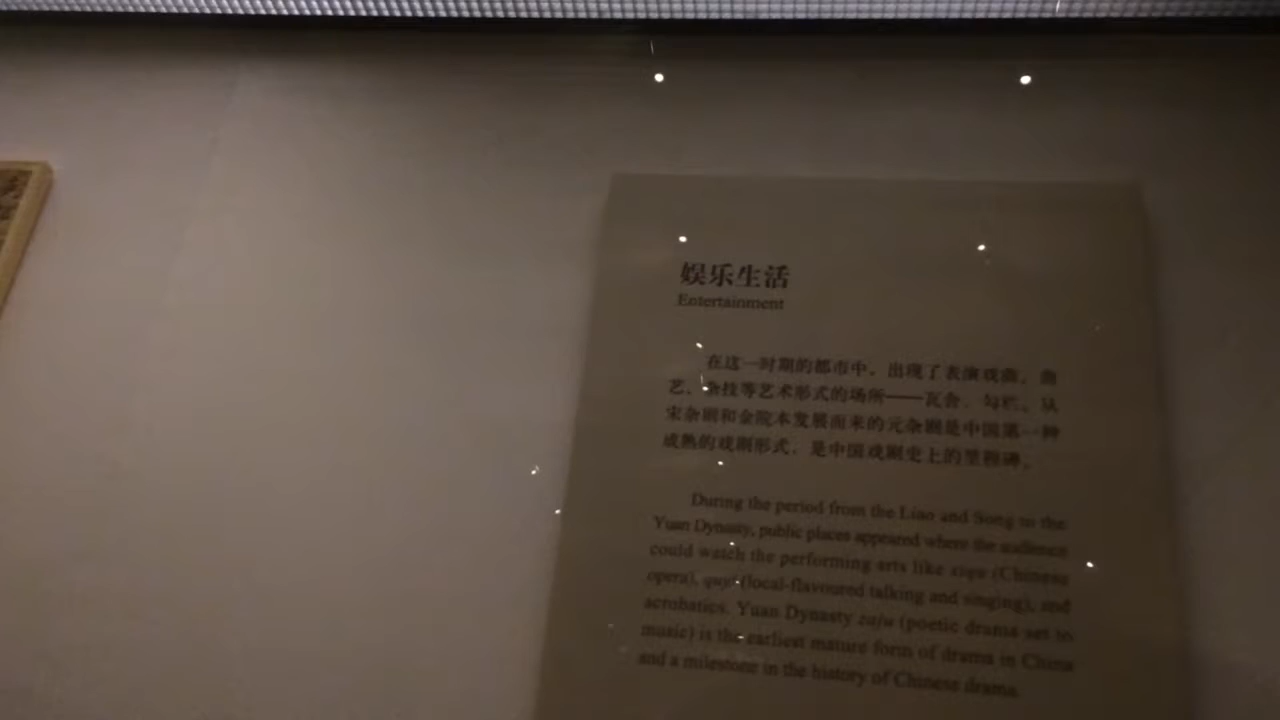 娱乐生活
Entertainment
在这一时期的都市中，出现了表演戏曲、曲
艺、杂技等艺术形式的场所——瓦舍、勾栏。从
宋杂剧和金院本发展而来的元杂剧是中国第一种
成熟的戏剧形式，是中国戏剧史上的里程碑。
During the period from the Liao and Song to the
Yuan Dynasty, public places appeared where the audience
could watch the performing arts like xiqu (Chinese
opera), quyi (local-flavoured talking and singing), and
acrobatics. Yuan Dynasty zaju (poetic drama set to
music) is the earliest mature form of drama in China
and a milestone in the history of Chinese drama.